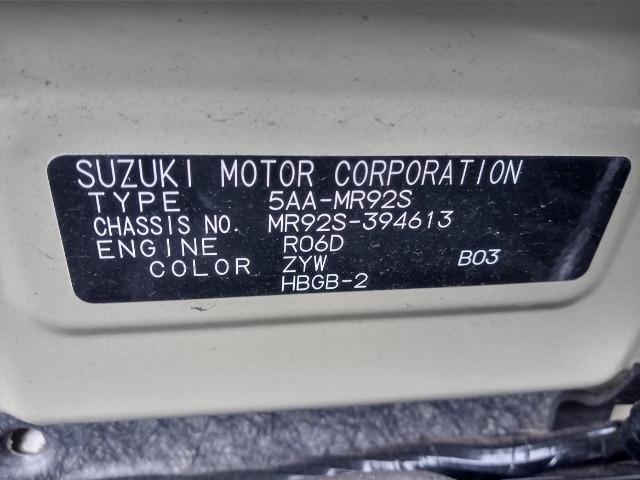 SUZUKI MOTOR CORPORATION
TYPE 5AA-MR92S
CHASSIS NO. MR92S-394613
ENGINE R06D
COLOR ZYW B03
HBGB-2